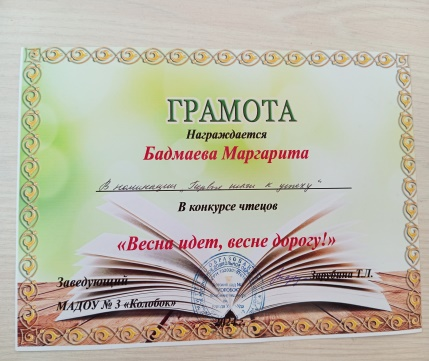 ГРАМОТА
Награждается
Бадмаева Маргарита
"В номинации "Первые шаги к успеху"
В конкурсе чтецов
«Весна идет, весне дорогу!»
Заведующий
МАДОУ № 3 «Колобок»